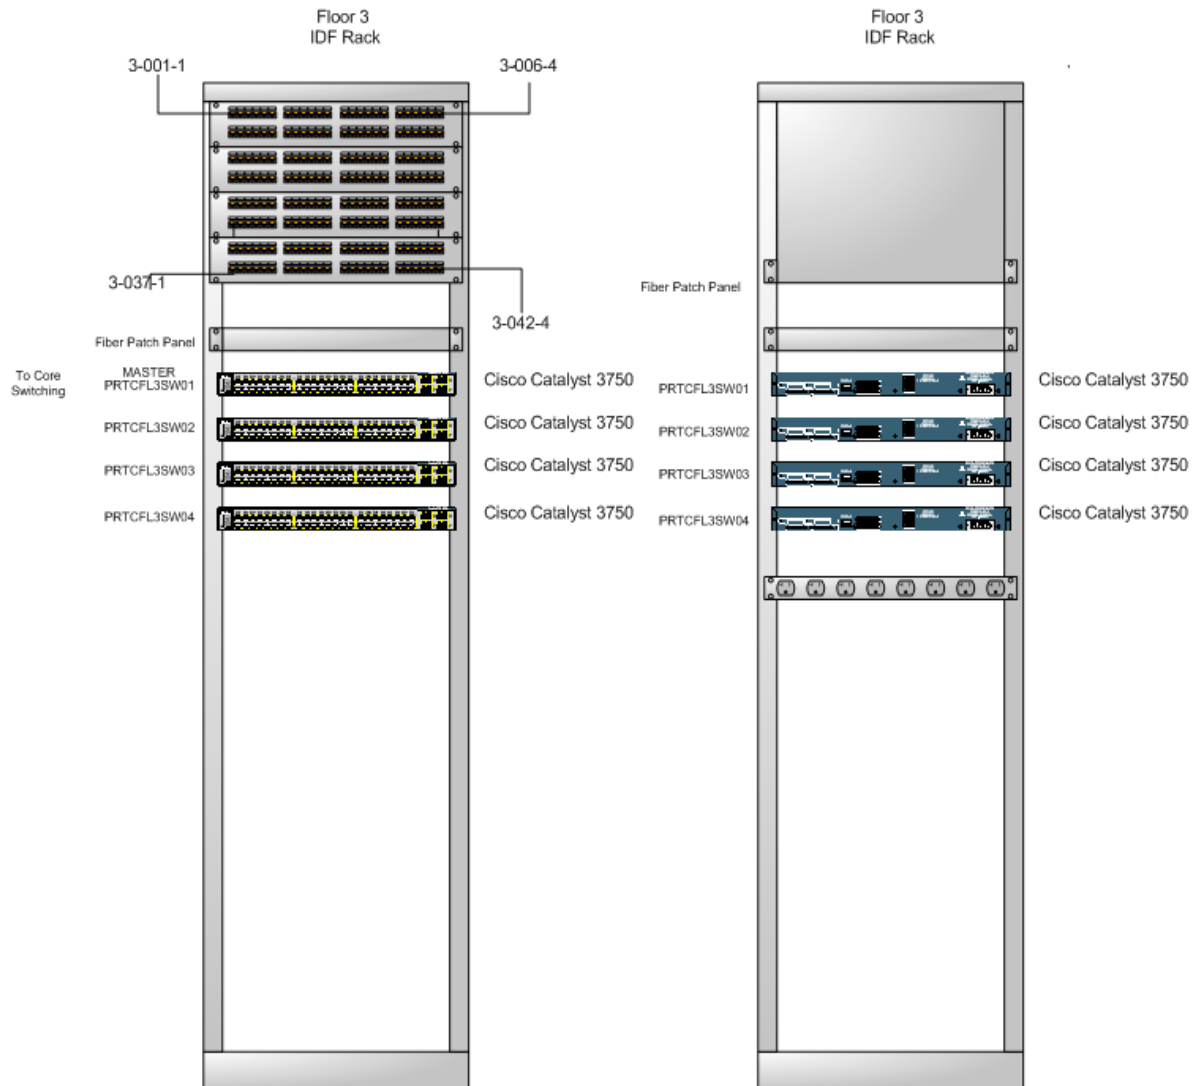 Floor 3
IDF Rack
3-001-1
3-006-4
3-037-1
3-042-4
Fiber Patch Panel
To Core
Switching
MASTER
PRTCFL3SW01
Cisco Catalyst 3750
PRTCFL3SW02
Cisco Catalyst 3750
PRTCFL3SW03
Cisco Catalyst 3750
PRTCFL3SW04
Cisco Catalyst 3750
Floor 3
IDF Rack
Fiber Patch Panel
PRTCFL3SW01
Cisco Catalyst 3750
PRTCFL3SW02
Cisco Catalyst 3750
PRTCFL3SW03
Cisco Catalyst 3750
PRTCFL3SW04
Cisco Catalyst 3750